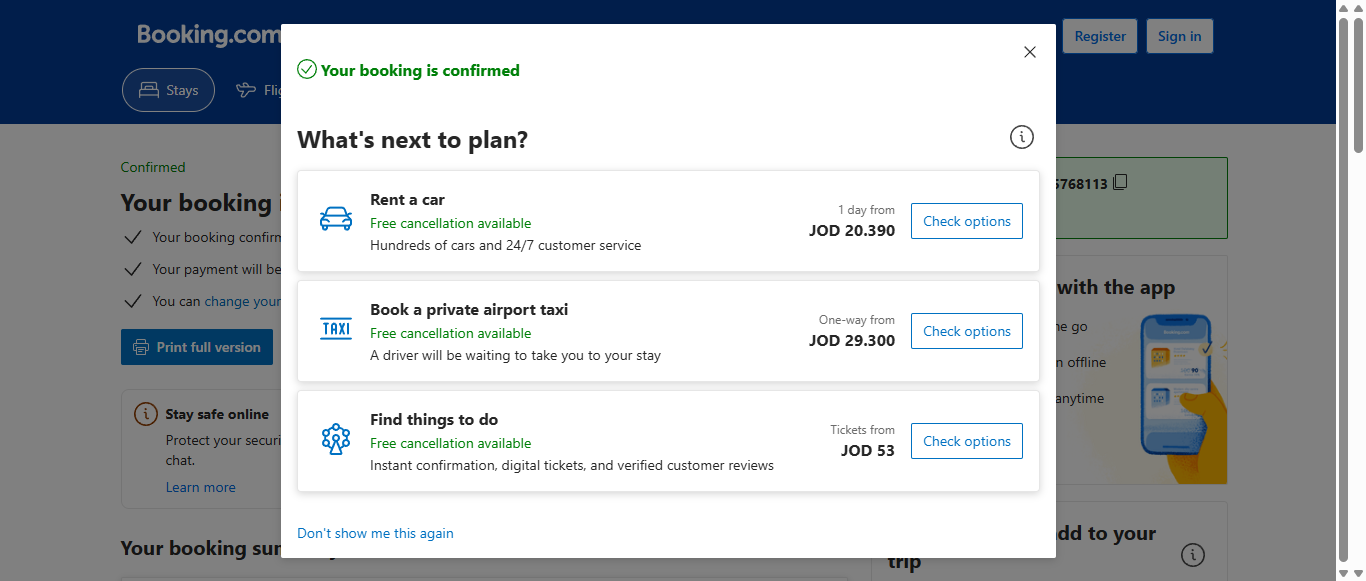 Booking.com
Register
Sign in
Stays
Your booking is confirmed
What's next to plan?
Rent a car
Free cancellation available
Hundreds of cars and 24/7 customer service
1 day from
JOD 20.390
Check options
TAXI
Book a private airport taxi
Free cancellation available
A driver will be waiting to take you to your stay
One-way from
JOD 29.300
Check options
Find things to do
Free cancellation available
Instant confirmation, digital tickets, and verified customer reviews
Tickets from
JOD 53
Check options
Don't show me this again
Confirmed
Your booking
Your booking
Your payment will be
You can change your
Print full version
Stay safe online
Protect your
chat.
Learn more
Your booking
5768113
with the app
go
offline
anytime
to your
trip